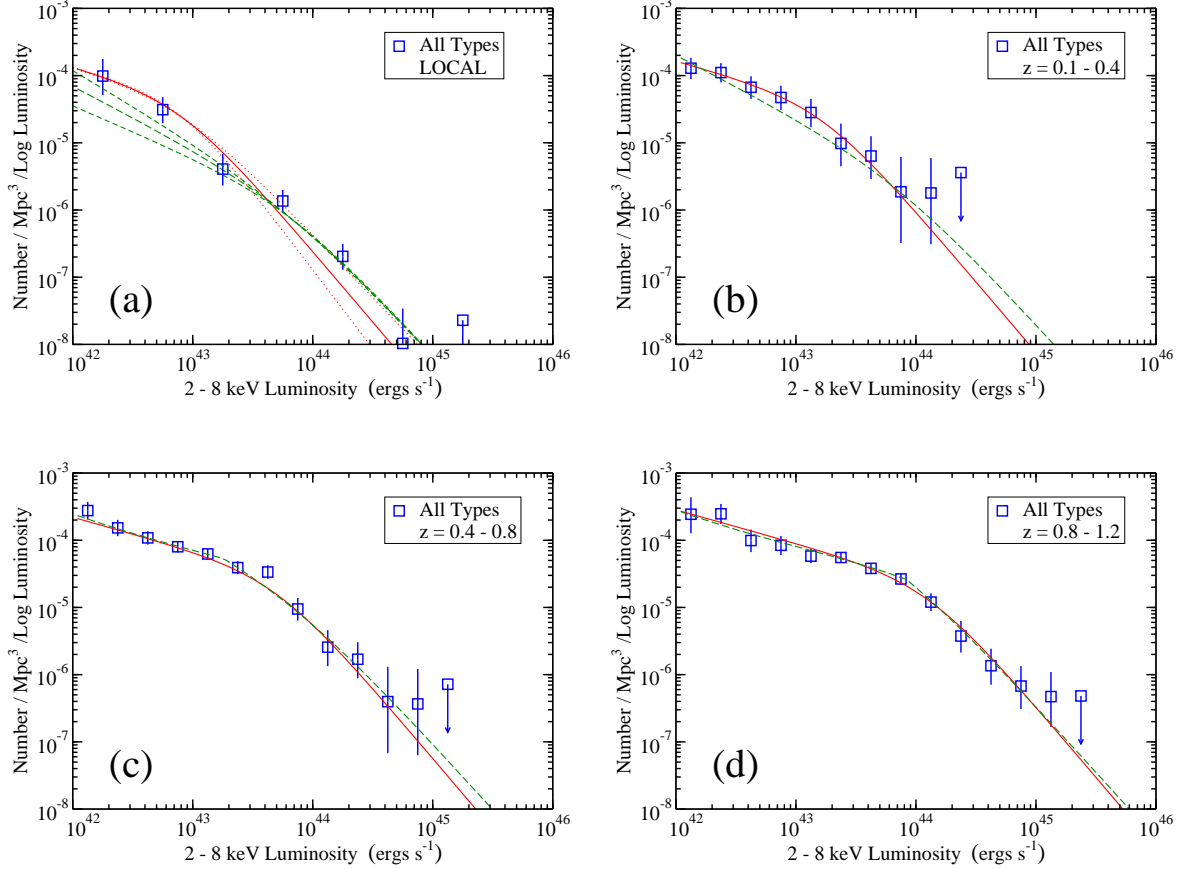 All Types
LOCAL
10^-4
10^-5
10^-6
10^-7
10^-8
Number / Mpc^3 /Log Luminosity
(a)
10^42
10^43
10^44
10^45
10^46
2 - 8 keV Luminosity (ergs s^-1)
All Types
z = 0.1 - 0.4
10^-3
10^-4
10^-5
10^-6
10^-7
10^-8
Number / Mpc^3 /Log Luminosity
(b)
10^42
10^43
10^44
10^45
10^46
2 - 8 keV Luminosity (ergs s^-1)
All Types
z = 0.4 - 0.8
10^-3
10^-4
10^-5
10^-6
10^-7
10^-8
Number / Mpc^3 /Log Luminosity
(c)
10^42
10^43
10^44
10^45
10^46
2 - 8 keV Luminosity (ergs s^-1)
All Types
z = 0.8 - 1.2
10^-3
10^-4
10^-5
10^-6
10^-7
10^-8
Number / Mpc^3 /Log Luminosity
(d)
10^42
10^43
10^44
10^45
10^46
2 - 8 keV Luminosity (ergs s^-1)